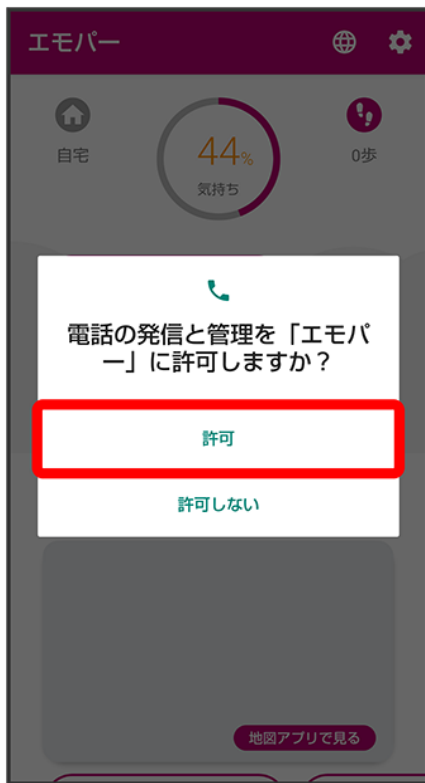 エモパー
自宅
44%
気持ち
0歩
電話の発信と管理を「エモパ
ー」に許可しますか？
許可
許可しない
地図アプリで見る